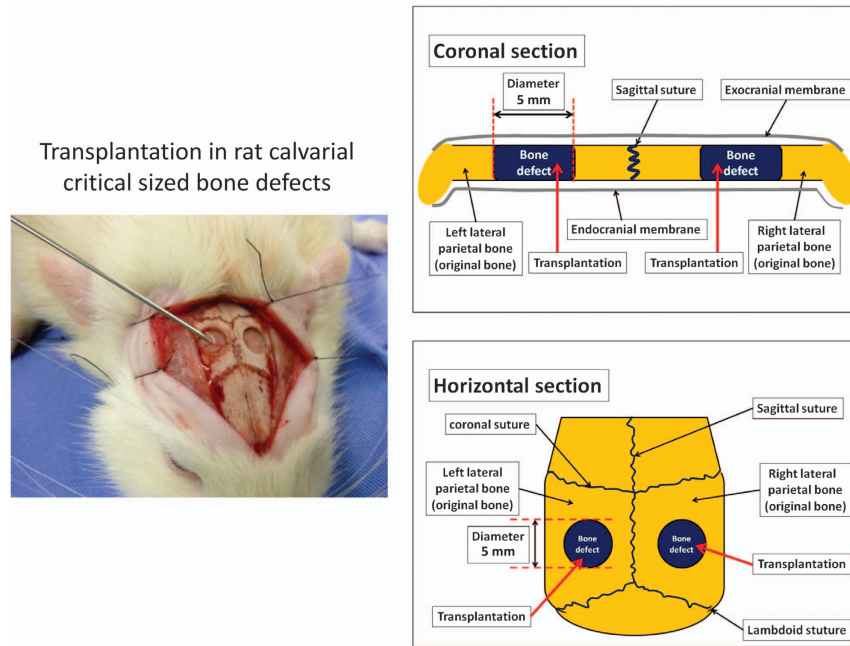 Transplantation in rat calvarial
critical sized bone defects
Coronal section
Diameter
5 mm
Sagittal suture
Exocranial membrane
Bone
defect
Bone
defect
Left lateral
parietal bone
(original bone)
Endocranial membrane
Transplantation
Transplantation
Right lateral
parietal bone
(original bone)
Horizontal section
coronal suture
Sagittal suture
Left lateral
parietal bone
(original bone)
Right lateral
parietal bone
(original bone)
Diameter
5 mm
Bone
defect
Bone
defect
Transplantation
Transplantation
Lambdoid stuture